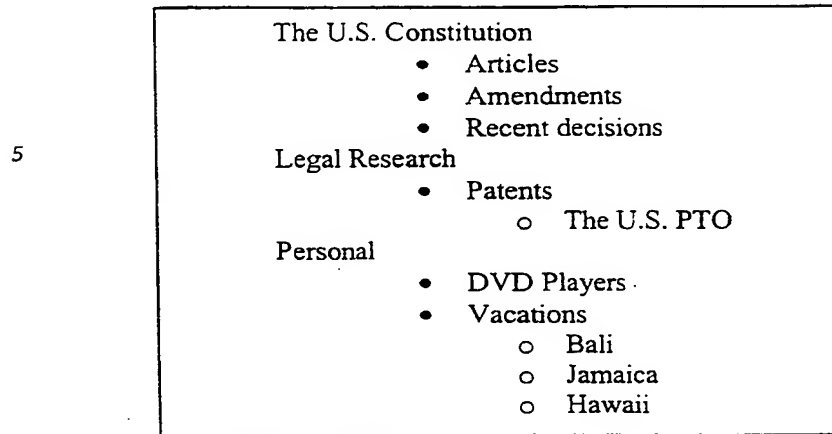 The U.S. Constitution
• Articles
• Amendments
• Recent decisions
5
Legal Research
• Patents
o The U.S. PTO
Personal
• DVD Players
• Vacations
o Bali
o Jamaica
o Hawaii